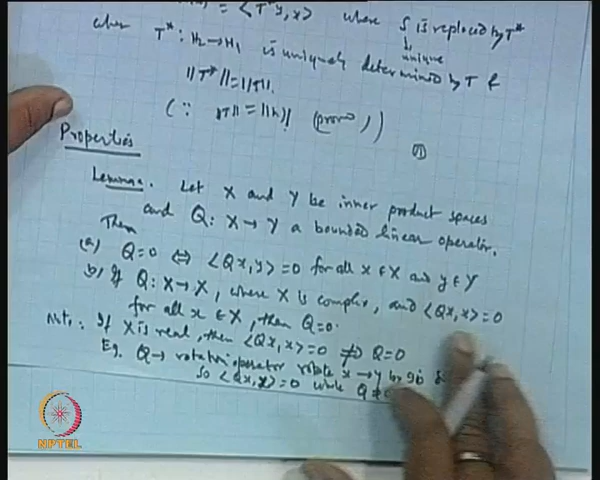 = <T*y, x> where S is replaced by T*
unique
where T* : H₂→H₁ is uniquely determined by T &
||T*|| = ||T||.
(∵ ||T|| = ||h|| (proved))
Properties
Lemma. Let X and Y be inner product spaces
and Q: X→Y a bounded linear operator.
Then
(a) Q=0 ⇔ <Qx,y> = 0 for all x∈X and y∈Y
b) If Q: X→X, where X is complex, and <Qx,x> = 0
for all x∈X, then Q=0.
Note: If X is real, then <Qx,x> = 0 ⇏ Q=0
Eg. Q→ rotation operator rotate x→y by 90
so <Qx,x> = 0 while Q≠0
NPTEL